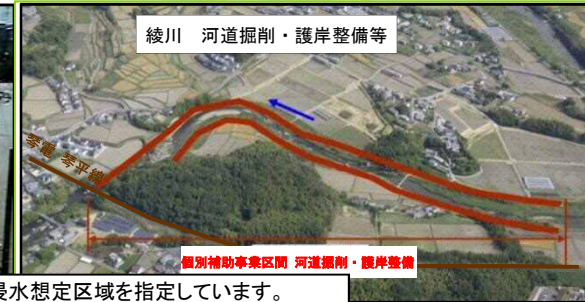 綾川　河道掘削・護岸整備等
琴電 琴平線
個別補助事業区間 河道掘削・護岸整備
浸水想定区域を指定しています。